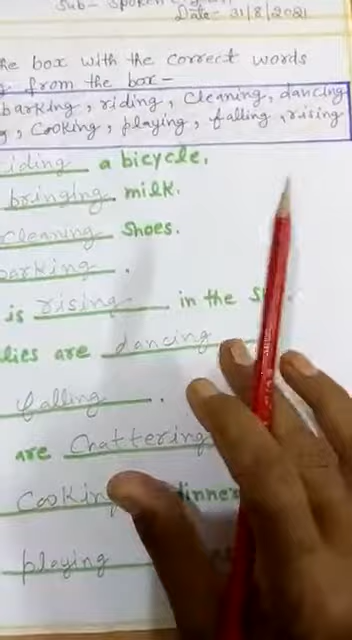 Sub- Spoken
Date- 31/8/2021
the box with the correct words
from the box-
barking, riding, cleaning, dancing
cooking, playing, falling, rising
riding a bicycle.
bringing milk.
cleaning shoes.
barking.
is rising in the
are dancing
falling.
are chattering
cooking dinner
playing